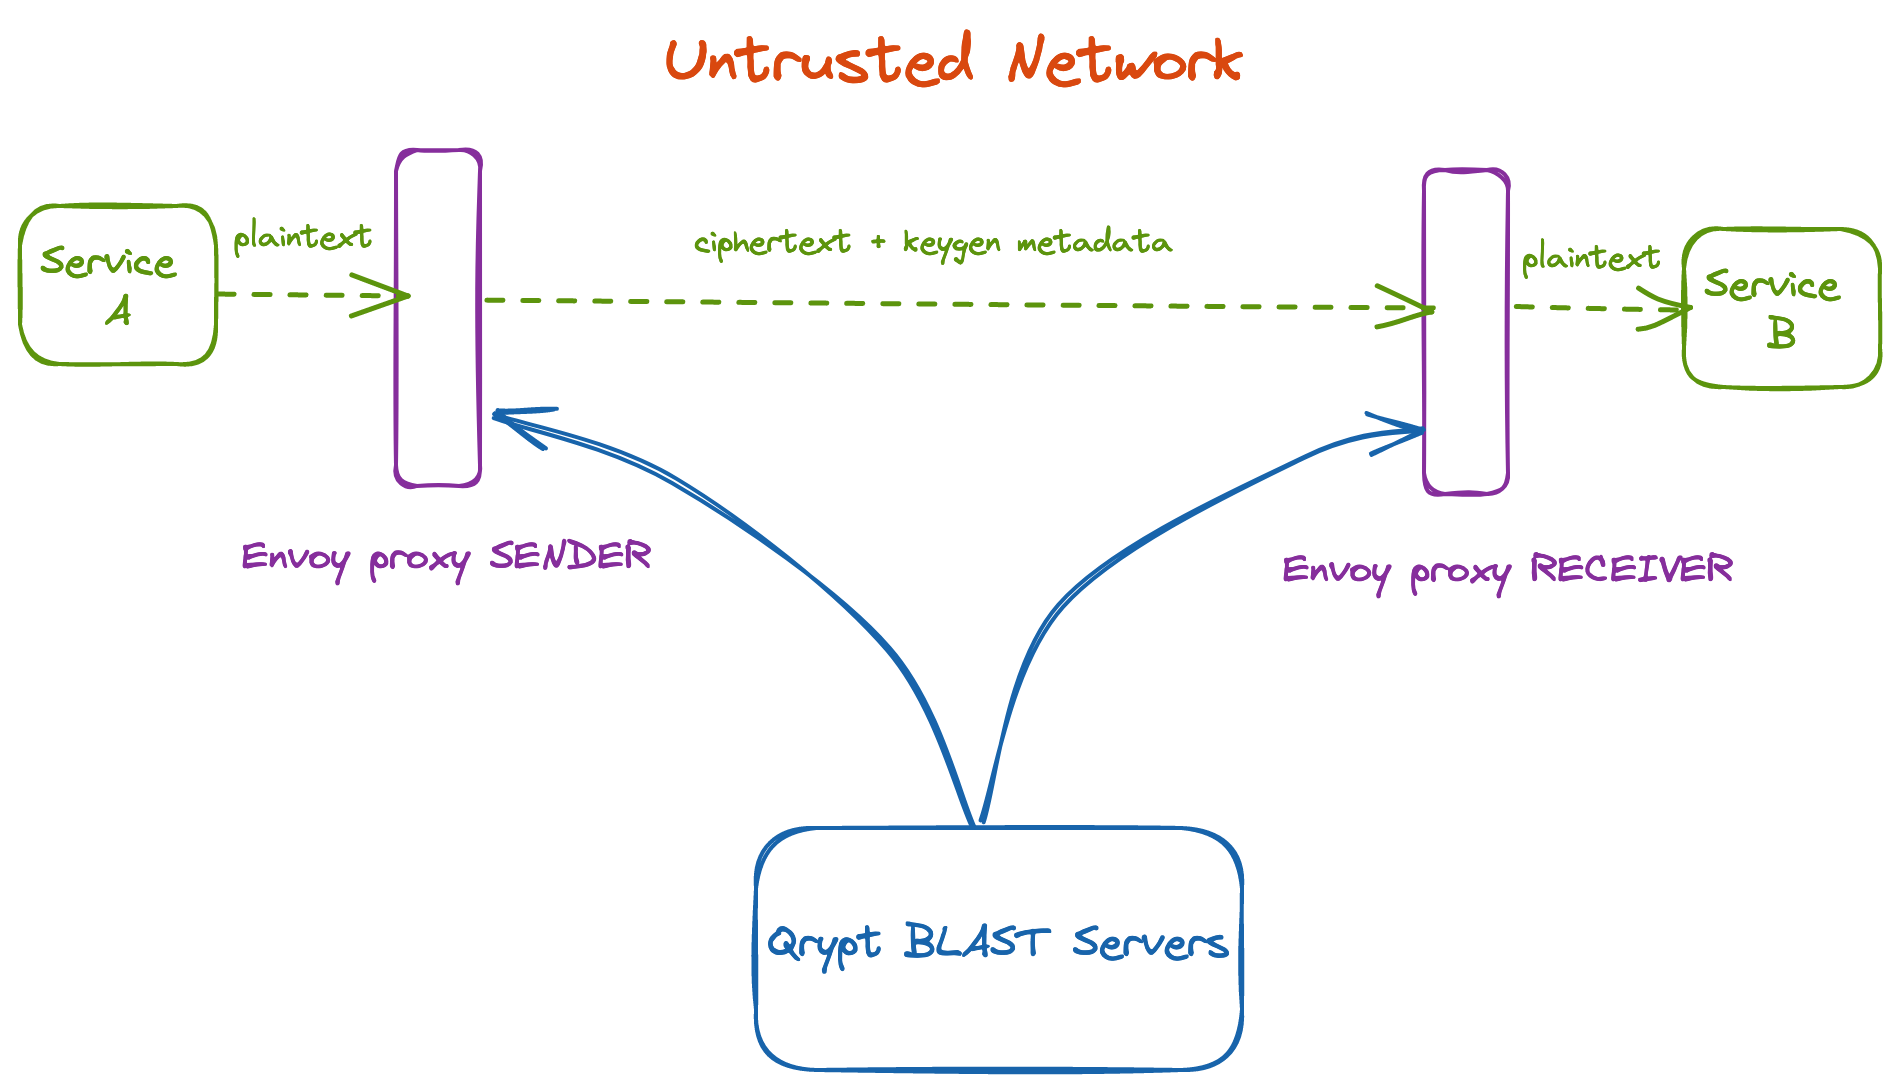 Untrusted Network
Service
A
plaintext
ciphertext + keygen metadata
plaintext
Service
B
Envoy proxy SENDER
Envoy proxy RECEIVER
Qrypt BLAST Servers